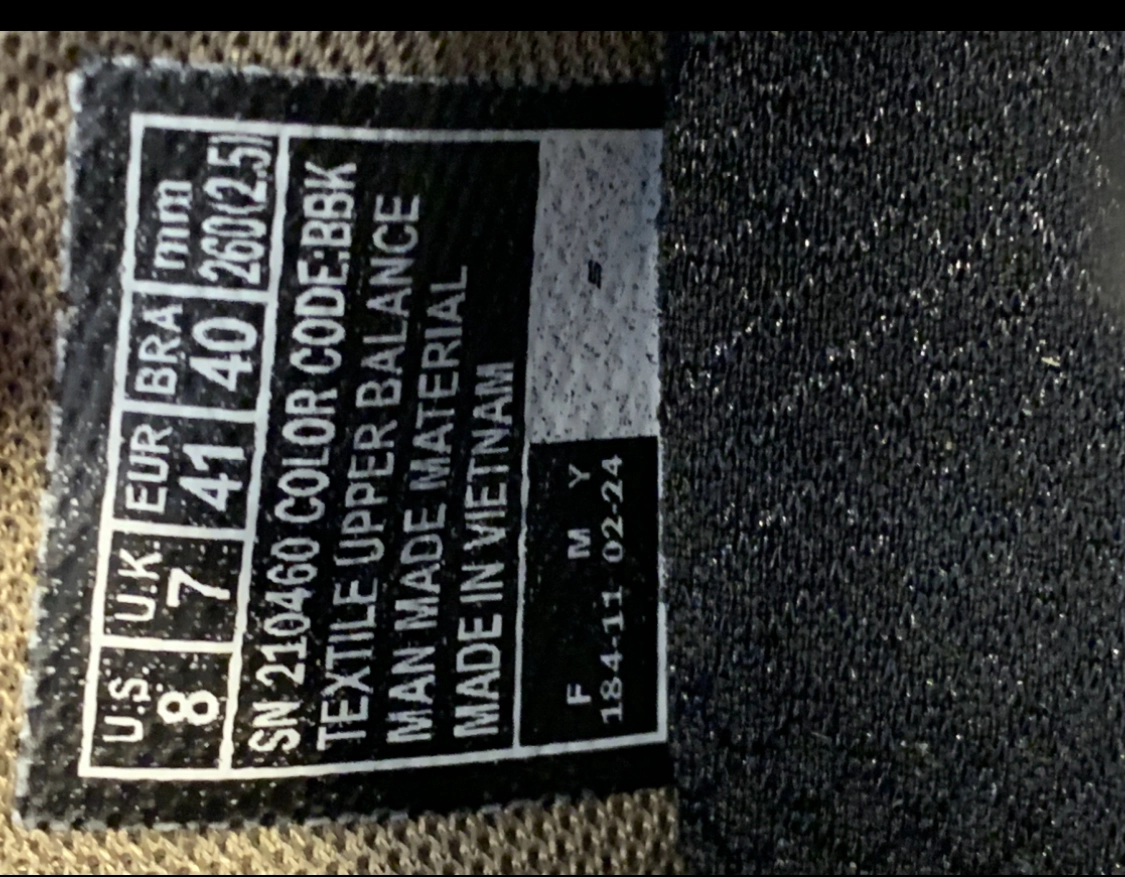 U.S. U.K. EUR BRA mm
8 7 41 40 260(2.5)
SN 210460 COLOR CODE:BBK
TEXTILE UPPER BALANCE
MAN MADE MATERIAL
MADE IN VIETNAM
F M Y
184-11 02-24